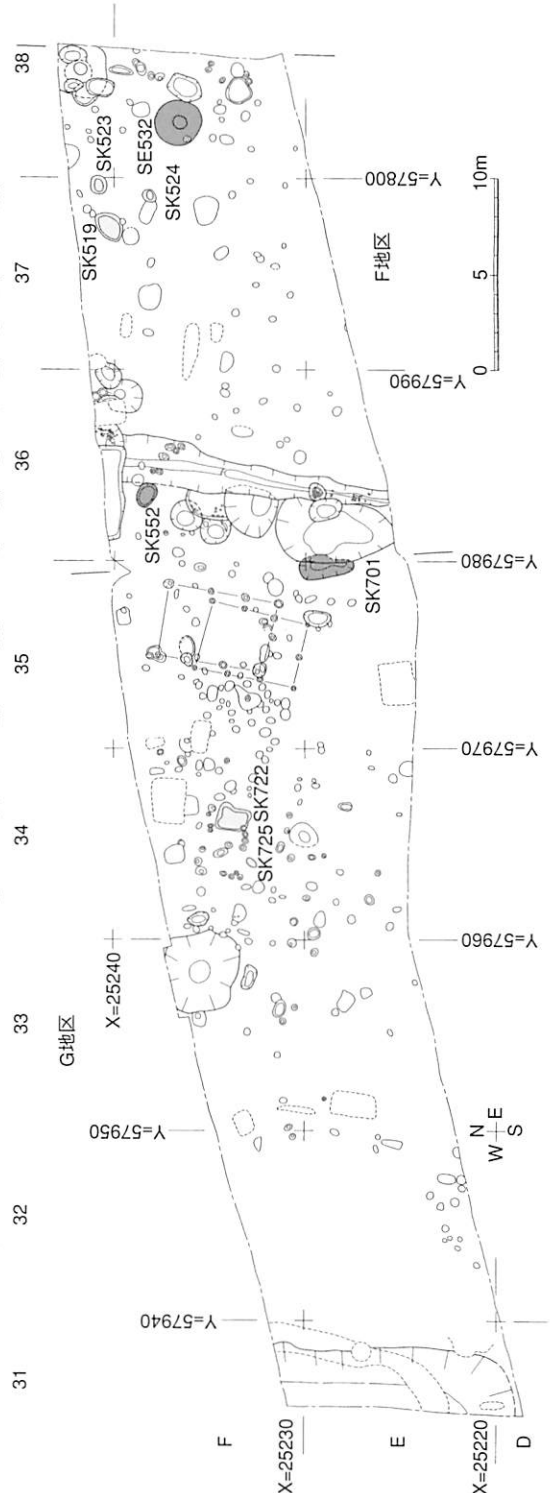 38
37
36
35
34
33
32
31
G地区
F地区
SK523
SE532
SK524
SK519
SK552
SK701
SK722
SK725
X=25240
X=25230
X=25220
Y=57800
Y=57990
Y=57980
Y=57970
Y=57960
Y=57950
Y=57940
0 5 10m
N
W E
S
F
E
D